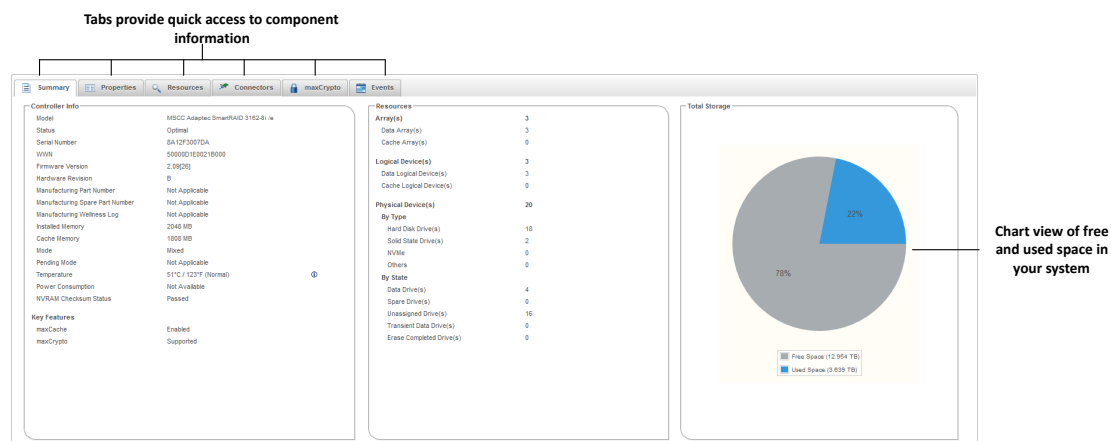 Tabs provide quick access to component
information
Summary
Properties
Resources
Connectors
maxCrypto
Events
Controller Info
Model MSCC Adaptec SmartRAID 3162-8i /e
Status Optimal
Serial Number 8A12F3007DA
WWN 50000D1E0021B000
Firmware Version 2.09[26]
Hardware Revision B
Manufacturing Part Number Not Applicable
Manufacturing Spare Part Number Not Applicable
Manufacturing Wellness Log Not Applicable
Installed Memory 2048 MB
Cache Memory 1808 MB
Mode Mixed
Pending Mode Not Applicable
Temperature 51°C / 123°F (Normal)
Power Consumption Not Available
NVRAM Checksum Status Passed
Key Features
maxCache Enabled
maxCrypto Supported
Resources
Array(s) 3
Data Array(s) 3
Cache Array(s) 0
Logical Device(s) 3
Data Logical Device(s) 3
Cache Logical Device(s) 0
Physical Device(s) 20
By Type
Hard Disk Drive(s) 18
Solid State Drive(s) 2
NVMe 0
Others 0
By State
Data Drive(s) 4
Spare Drive(s) 0
Unassigned Drive(s) 16
Transient Data Drive(s) 0
Erase Completed Drive(s) 0
Total Storage
22%
78%
Free Space (12.954 TB)
Used Space (3.639 TB)
Chart view of free
and used space in
your system